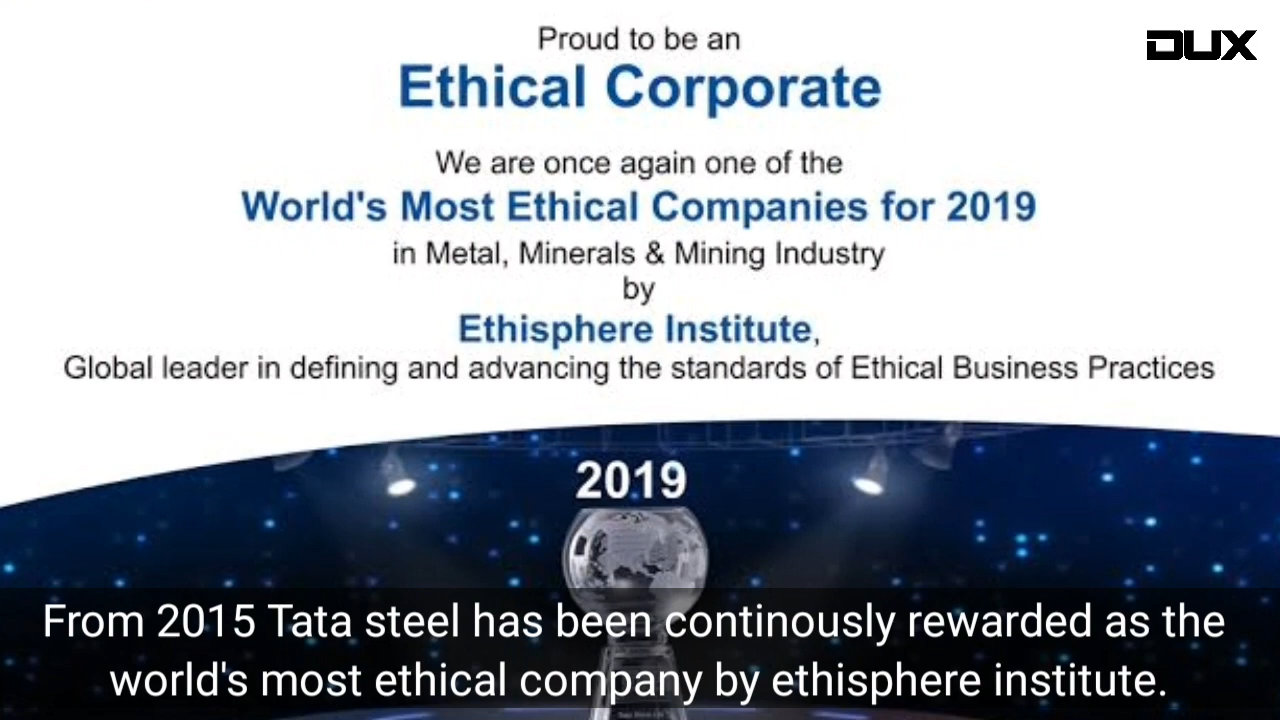 Proud to be an
DUX
Ethical Corporate
We are once again one of the
World's Most Ethical Companies for 2019
in Metal, Minerals & Mining Industry
by
Ethisphere Institute,
Global leader in defining and advancing the standards of Ethical Business Practices
2019
From 2015 Tata steel has been continously rewarded as the
world's most ethical company by ethisphere institute.